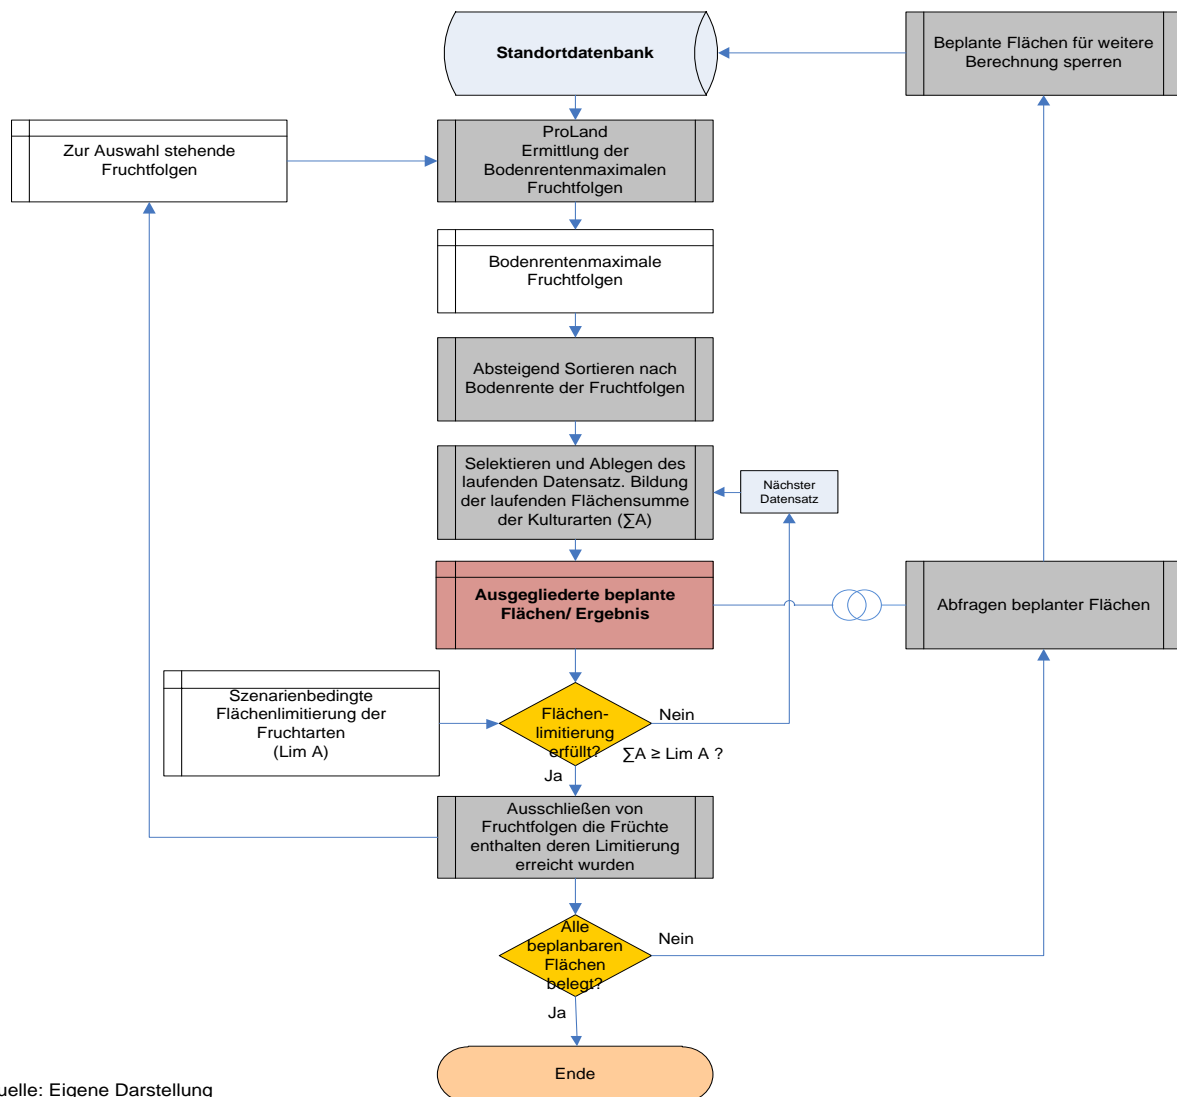 Standortdatenbank
Beplante Flächen für weitere
Berechnung sperren
Zur Auswahl stehende
Fruchtfolgen
ProLand
Ermittlung der
Bodenrentenmaximalen
Fruchtfolgen
Bodenrentenmaximale
Fruchtfolgen
Absteigend Sortieren nach
Bodenrente der Fruchtfolgen
Selektieren und Ablegen des
laufenden Datensatz. Bildung
der laufenden Flächensumme
der Kulturarten (∑A)
Nächster
Datensatz
Ausgegliederte beplante
Flächen/ Ergebnis
Abfragen beplanter Flächen
Szenarienbedingte
Flächenlimitierung der
Fruchtarten
(Lim A)
Flächen-
limitierung
erfüllt?
Nein
∑A ≥ Lim A ?
Ja
Ausschließen von
Fruchtfolgen die Früchte
enthalten deren Limitierung
erreicht wurden
Alle
beplanbaren
Flächen
belegt?
Nein
Ja
Ende
uelle: Eigene Darstellung